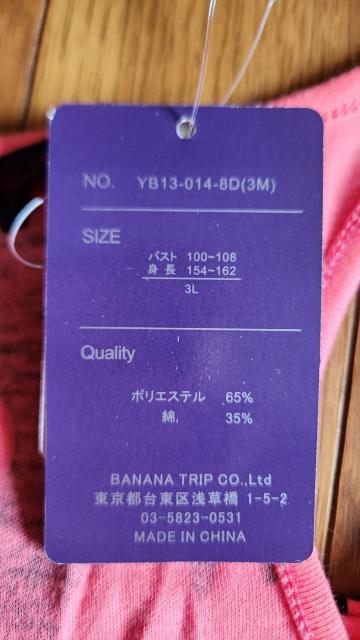 NO. YB13-014-8D(3M)
SIZE
バスト 100~108
身長 154~162
3L
Quality
ポリエステル 65%
綿 35%
BANANA TRIP CO.,Ltd
東京都台東区浅草橋 1-5-2
03-5823-0531
MADE IN CHINA